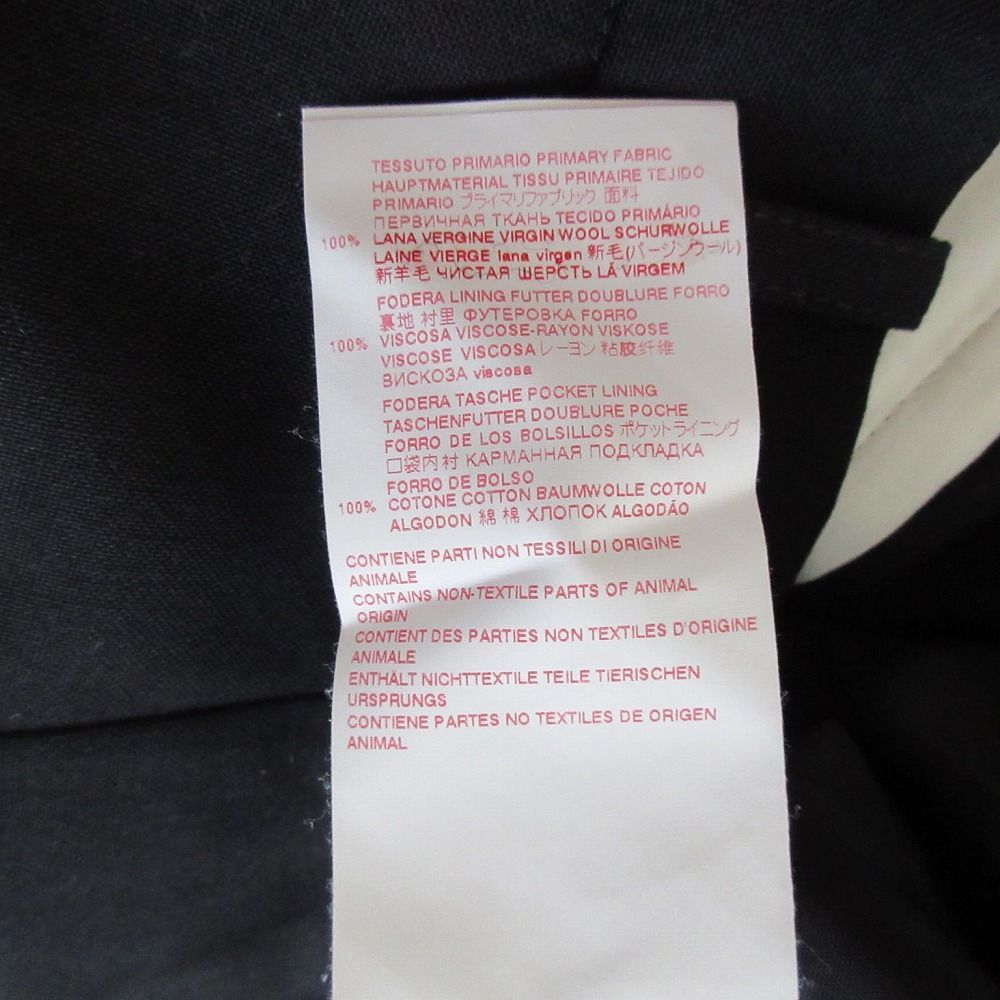 TESSUTO PRIMARIO PRIMARY FABRIC
HAUPTMATERIAL TISSU PRIMAIRE TEJIDO
PRIMARIO プライマリファブリック 面料
ПЕРВИЧНАЯ ТКАНЬ TECIDO PRIMÁRIO
100% LANA VERGINE VIRGIN WOOL SCHURWOLLE
LAINE VIERGE lana virgen 新毛(バージンウール)
新羊毛 ЧИСТАЯ ШЕРСТЬ LÃ VIRGEM
FODERA LINING FUTTER DOUBLURE FORRO
裏地 衬里 ФУТЕРОВКА FORRO
100% VISCOSA VISCOSE-RAYON VISKOSE
VISCOSE VISCOSA レーヨン 粘胶纤维
ВИСКОЗА viscosa
FODERA TASCHE POCKET LINING
TASCHENFUTTER DOUBLURE POCHE
FORRO DE LOS BOLSILLOS ポケットライニング
口袋内衬 КАРМАННАЯ ПОДКЛАДКА
FORRO DE BOLSO
100% COTONE COTTON BAUMWOLLE COTON
ALGODON 綿 棉 ХЛОПОК ALGODÃO
CONTIENE PARTI NON TESSILI DI ORIGINE
ANIMALE
CONTAINS NON-TEXTILE PARTS OF ANIMAL
ORIGIN
CONTIENT DES PARTIES NON TEXTILES D'ORIGINE
ANIMALE
ENTHÄLT NICHTTEXTILE TEILE TIERISCHEN
URSPRUNGS
CONTIENE PARTES NO TEXTILES DE ORIGEN
ANIMAL